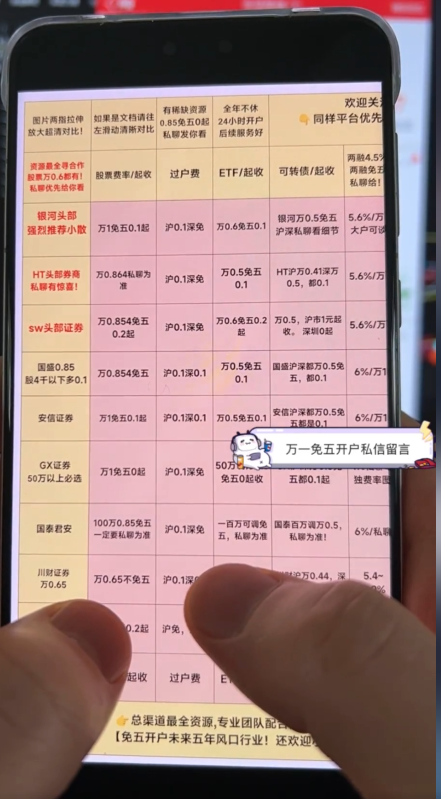 图片两指拉伸
放大超清对比!
如果是文档请往
左滑动清晰对比
有稀缺资源
0.85免五0起
私聊发你看
全年不休
24小时开户
后续服务好
欢迎关注
👇同样平台优先
资源最全寻合作
股票万0.6都有!
私聊优先给你看
股票费率/起收
过户费
ETF/起收
可转债/起收
两融4.5%
两融免五
私聊给!
银河头部
强烈推荐小散
万1免五0.1起
沪0.1深免
万0.6免五0.1
银河万0.5免五
沪深私聊看细节
5.6%/万
大户可谈
HT头部券商
私聊有惊喜!
万0.864私聊为
准
沪0.1深免
万0.5免五
0.1
HT沪万0.41深万
0.5,都0.1
5.6%/万
sw头部证券
万0.854免五
0.2起
沪0.1深免
万0.6免五0.2
起
万0.5,沪市1元起
收。深圳0起
5.6%/万
国盛0.85
股4千以下多0.1
万0.854免五
沪0.1深0.1
万0.5免五
0.1
国盛沪深都万0.5免
五,都0.1
6%/万1
安信证券
万1免五0.1起
沪0.1深0.1
万0.5免五0.1
安信沪深都万0.5免
五都是0.1
6%/万1
万一免五开户私信留言
GX证券
50万以上必选
万1免五0起
沪0.1深免
50万
免五0起收
五都0.1起
独费率图
国泰君安
100万0.85免五
一定要私聊为准
沪0.1深免
一百万可调免
五,私聊为准
国泰百万调万0.5,
私聊为准!
6%/私聊
川财证券
万0.65
万0.65不免五
沪0.1深
沪万0.44,深
5.4~
0.2起
沪免,
起收
过户费
👉总渠道最全资源,专业团队配合
【免五开户未来五年风口行业!还欢迎